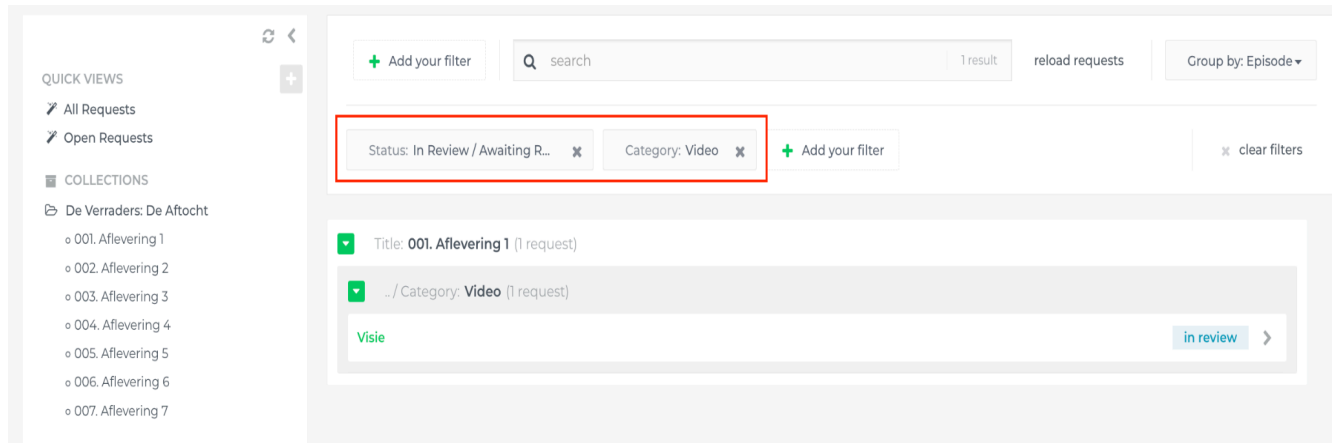 QUICK VIEWS
All Requests
Open Requests
COLLECTIONS
De Verraders: De Aftocht
001. Aflevering 1
002. Aflevering 2
003. Aflevering 3
004. Aflevering 4
005. Aflevering 5
006. Aflevering 6
007. Aflevering 7
+ Add your filter search 1 result reload requests Group by: Episode
Status: In Review / Awaiting R... x Category: Video x + Add your filter x clear filters
Title: 001. Aflevering 1 (1 request)
... / Category: Video (1 request)
Visie in review